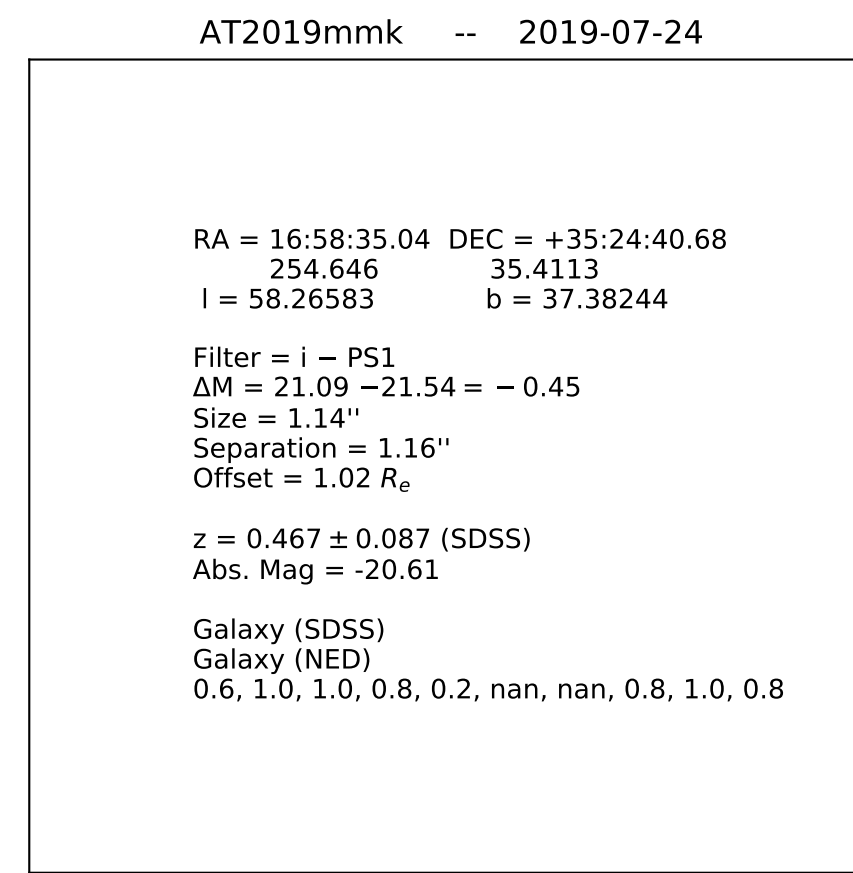 AT2019mmk -- 2019-07-24
RA = 16:58:35.04 DEC = +35:24:40.68
254.646 35.4113
l = 58.26583 b = 37.38244
Filter = i − PS1
ΔM = 21.09 −21.54 = − 0.45
Size = 1.14''
Separation = 1.16''
Offset = 1.02 Rₑ
z = 0.467 ± 0.087 (SDSS)
Abs. Mag = -20.61
Galaxy (SDSS)
Galaxy (NED)
0.6, 1.0, 1.0, 0.8, 0.2, nan, nan, 0.8, 1.0, 0.8